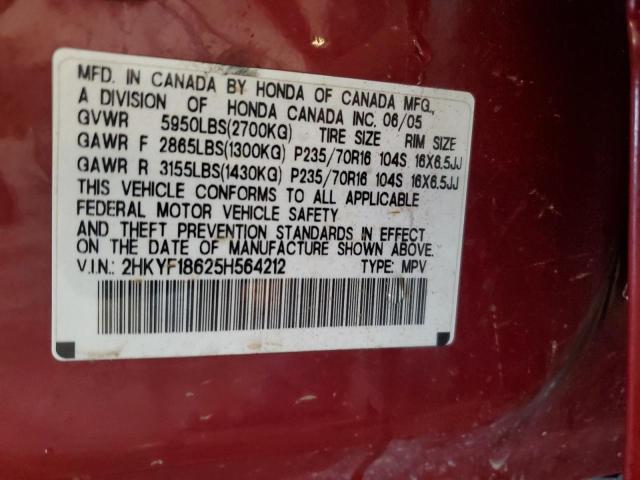 MFD. IN CANADA BY HONDA OF CANADA MFG.,
A DIVISION OF HONDA CANADA INC. 06/05
GVWR 5950LBS(2700KG) TIRE SIZE RIM SIZE
GAWR F 2865LBS(1300KG) P235/70R16 104S 16X6.5JJ
GAWR R 3155LBS(1430KG) P235/70R16 104S 16X6.5JJ
THIS VEHICLE CONFORMS TO ALL APPLICABLE
FEDERAL MOTOR VEHICLE SAFETY
AND THEFT PREVENTION STANDARDS IN EFFECT
ON THE DATE OF MANUFACTURE SHOWN ABOVE.
V.I.N.: 2HKYF18625H564212 TYPE: MPV